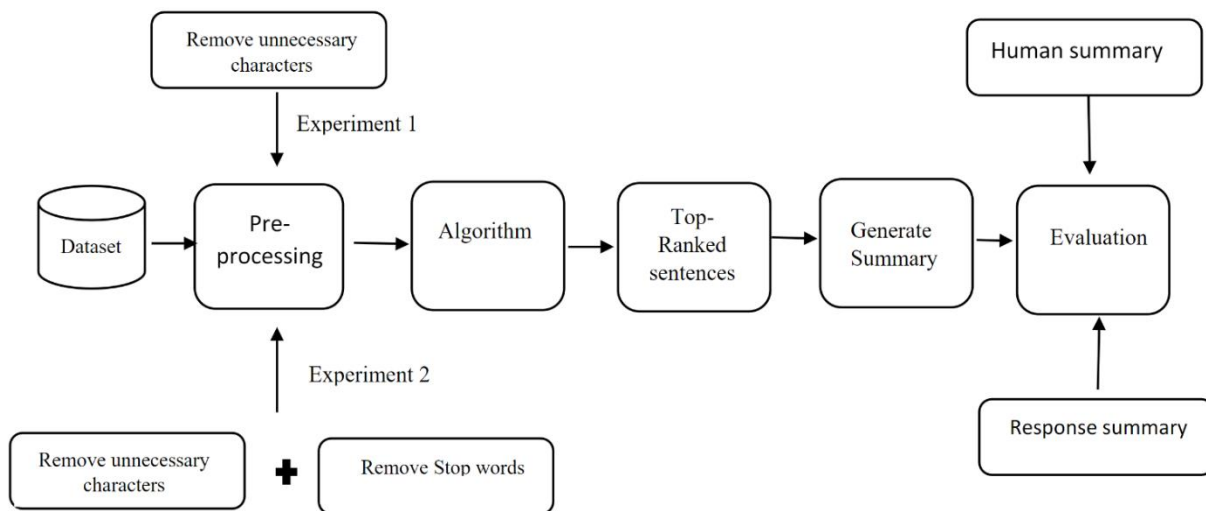 Remove unnecessary
characters
Human summary
Experiment 1
Dataset
Pre-
processing
Algorithm
Top-
Ranked
sentences
Generate
Summary
Evaluation
Experiment 2
Remove unnecessary
characters
Remove Stop words
Response summary